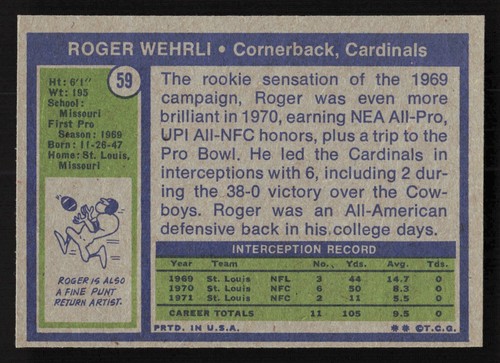 ROGER WEHRLI • Cornerback, Cardinals
59
Ht: 6'1"
Wt: 195
School:
Missouri
First Pro
Season: 1969
Born: 11-26-47
Home: St. Louis,
Missouri
ROGER IS ALSO
A FINE PUNT
RETURN ARTIST.
The rookie sensation of the 1969
campaign, Roger was even more
brilliant in 1970, earning NEA All-Pro,
UPI All-NFC honors, plus a trip to the
Pro Bowl. He led the Cardinals in
interceptions with 6, including 2 dur-
ing the 38-0 victory over the Cow-
boys. Roger was an All-American
defensive back in his college days.
INTERCEPTION RECORD
Year Team No. Yds. Avg. Tds.
1969 St. Louis NFL 3 44 14.7 0
1970 St. Louis NFC 6 50 8.3 0
1971 St. Louis NFC 2 11 5.5 0
CAREER TOTALS 11 105 9.5 0
PRTD. IN U.S.A. ** ©T.C.G.